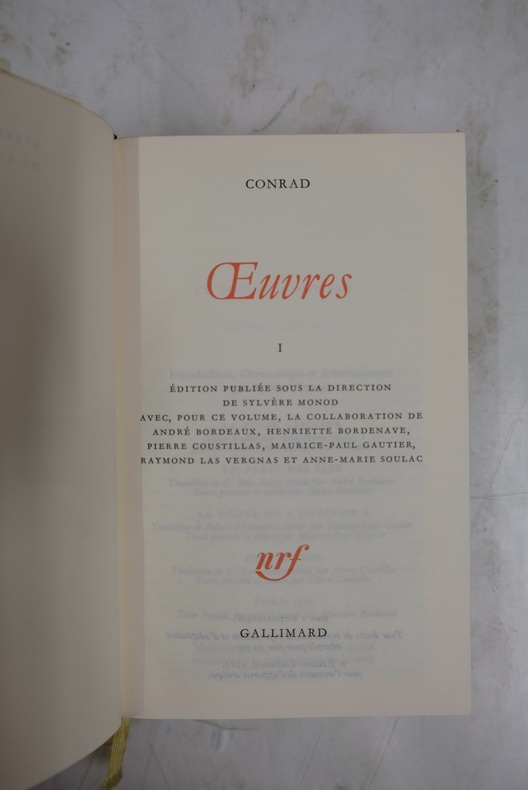 CONRAD
Œuvres
I
ÉDITION PUBLIÉE SOUS LA DIRECTION
DE SYLVÈRE MONOD
AVEC, POUR CE VOLUME, LA COLLABORATION DE
ANDRÉ BORDEAUX, HENRIETTE BORDENAVE,
PIERRE COUSTILLAS, MAURICE-PAUL GAUTIER,
RAYMOND LAS VERGNAS ET ANNE-MARIE SOULAC
nrf
GALLIMARD